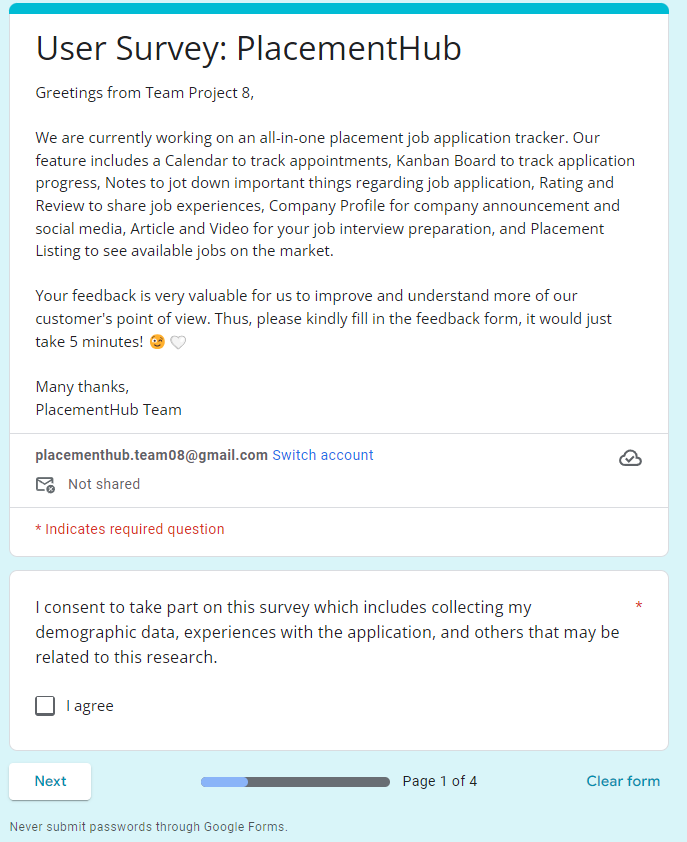 User Survey: PlacementHub
Greetings from Team Project 8,
We are currently working on an all-in-one placement job application tracker. Our
feature includes a Calendar to track appointments, Kanban Board to track application
progress, Notes to jot down important things regarding job application, Rating and
Review to share job experiences, Company Profile for company announcement and
social media, Article and Video for your job interview preparation, and Placement
Listing to see available jobs on the market.
Your feedback is very valuable for us to improve and understand more of our
customer's point of view. Thus, please kindly fill in the feedback form, it would just
take 5 minutes! 😉🤍
Many thanks,
PlacementHub Team
placementhub.team08@gmail.com Switch account
Not shared
* Indicates required question
I consent to take part on this survey which includes collecting my *
demographic data, experiences with the application, and others that may be
related to this research.
I agree
Next Page 1 of 4 Clear form
Never submit passwords through Google Forms.